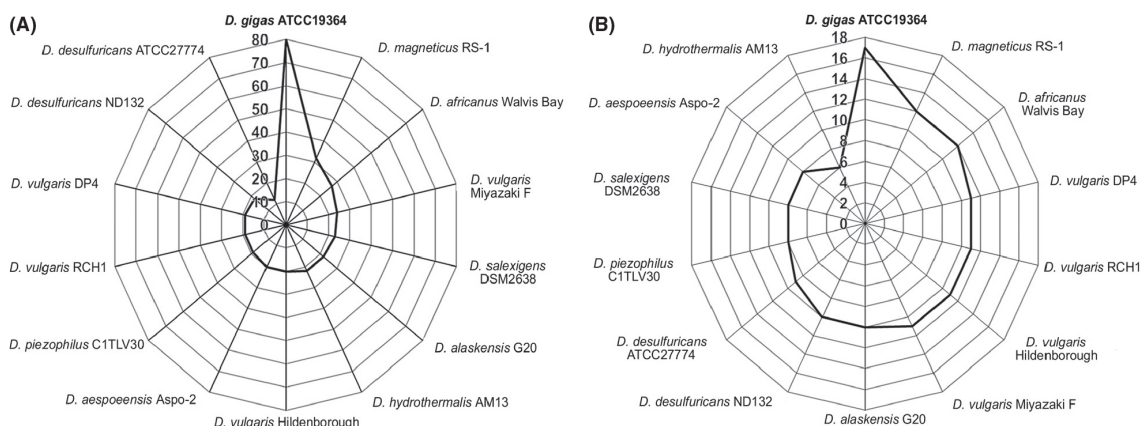 (A)
D. gigas ATCC19364
D. magneticus RS-1
D. africanus Walvis Bay
D. vulgaris
Miyazaki F
D. salexigens
DSM2638
D. alaskensis G20
D. hydrothermalis AM13
D. vulgaris Hildenborough
D. aespoeensis Aspo-2
D. piezophilus C1TLV30
D. vulgaris RCH1
D. vulgaris DP4
D. desulfuricans ND132
D. desulfuricans ATCC27774
80
70
60
50
40
30
20
10
0
(B)
D. gigas ATCC19364
D. magneticus RS-1
D. africanus
Walvis Bay
D. vulgaris DP4
D. vulgaris RCH1
D. vulgaris
Hildenborough
D. vulgaris Miyazaki F
D. alaskensis G20
D. desulfuricans ND132
D. desulfuricans
ATCC27774
D. piezophilus
C1TLV30
D. salexigens
DSM2638
D. aespoeensis Aspo-2
D. hydrothermalis AM13
18
16
14
12
10
8
6
4
2
0